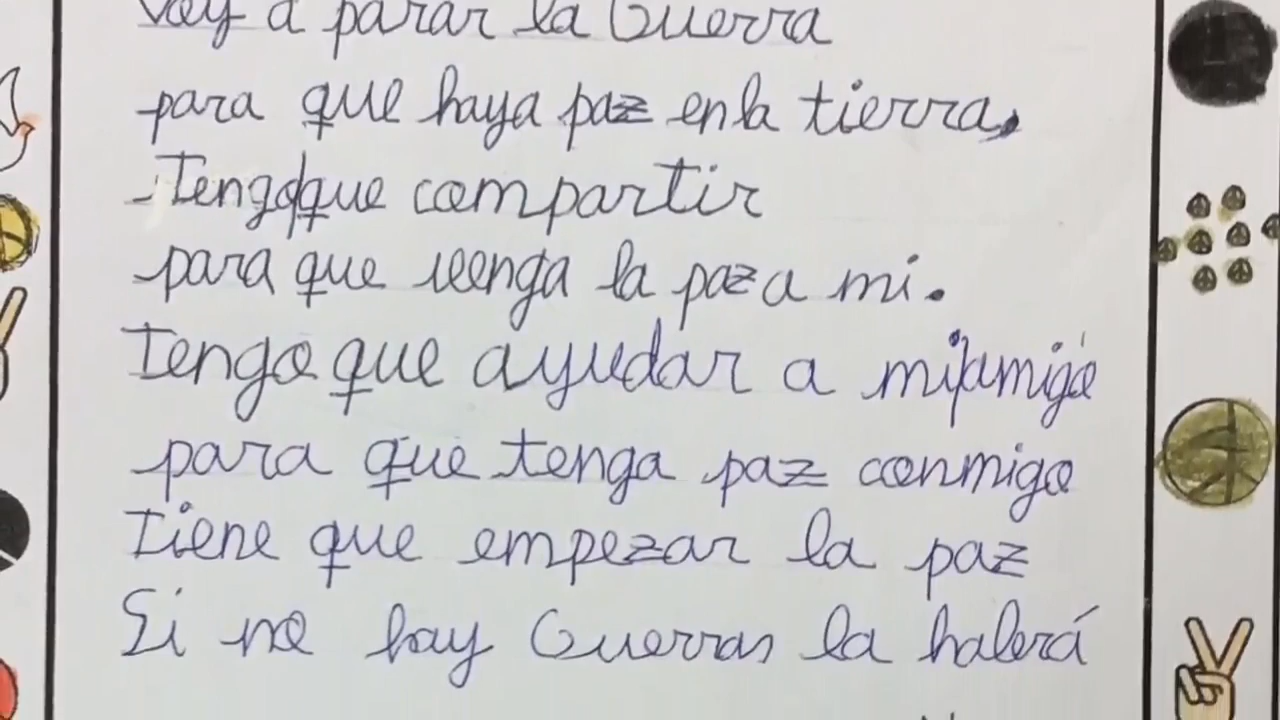 Voy a parar la Guerra
para que haya paz en la tierra.
Tengo que compartir
para que venga la paz a mi.
Tengo que ayudar a mi amigo
para que tenga paz conmigo
Tiene que empezar la paz
Si no hay Guerras la haberá